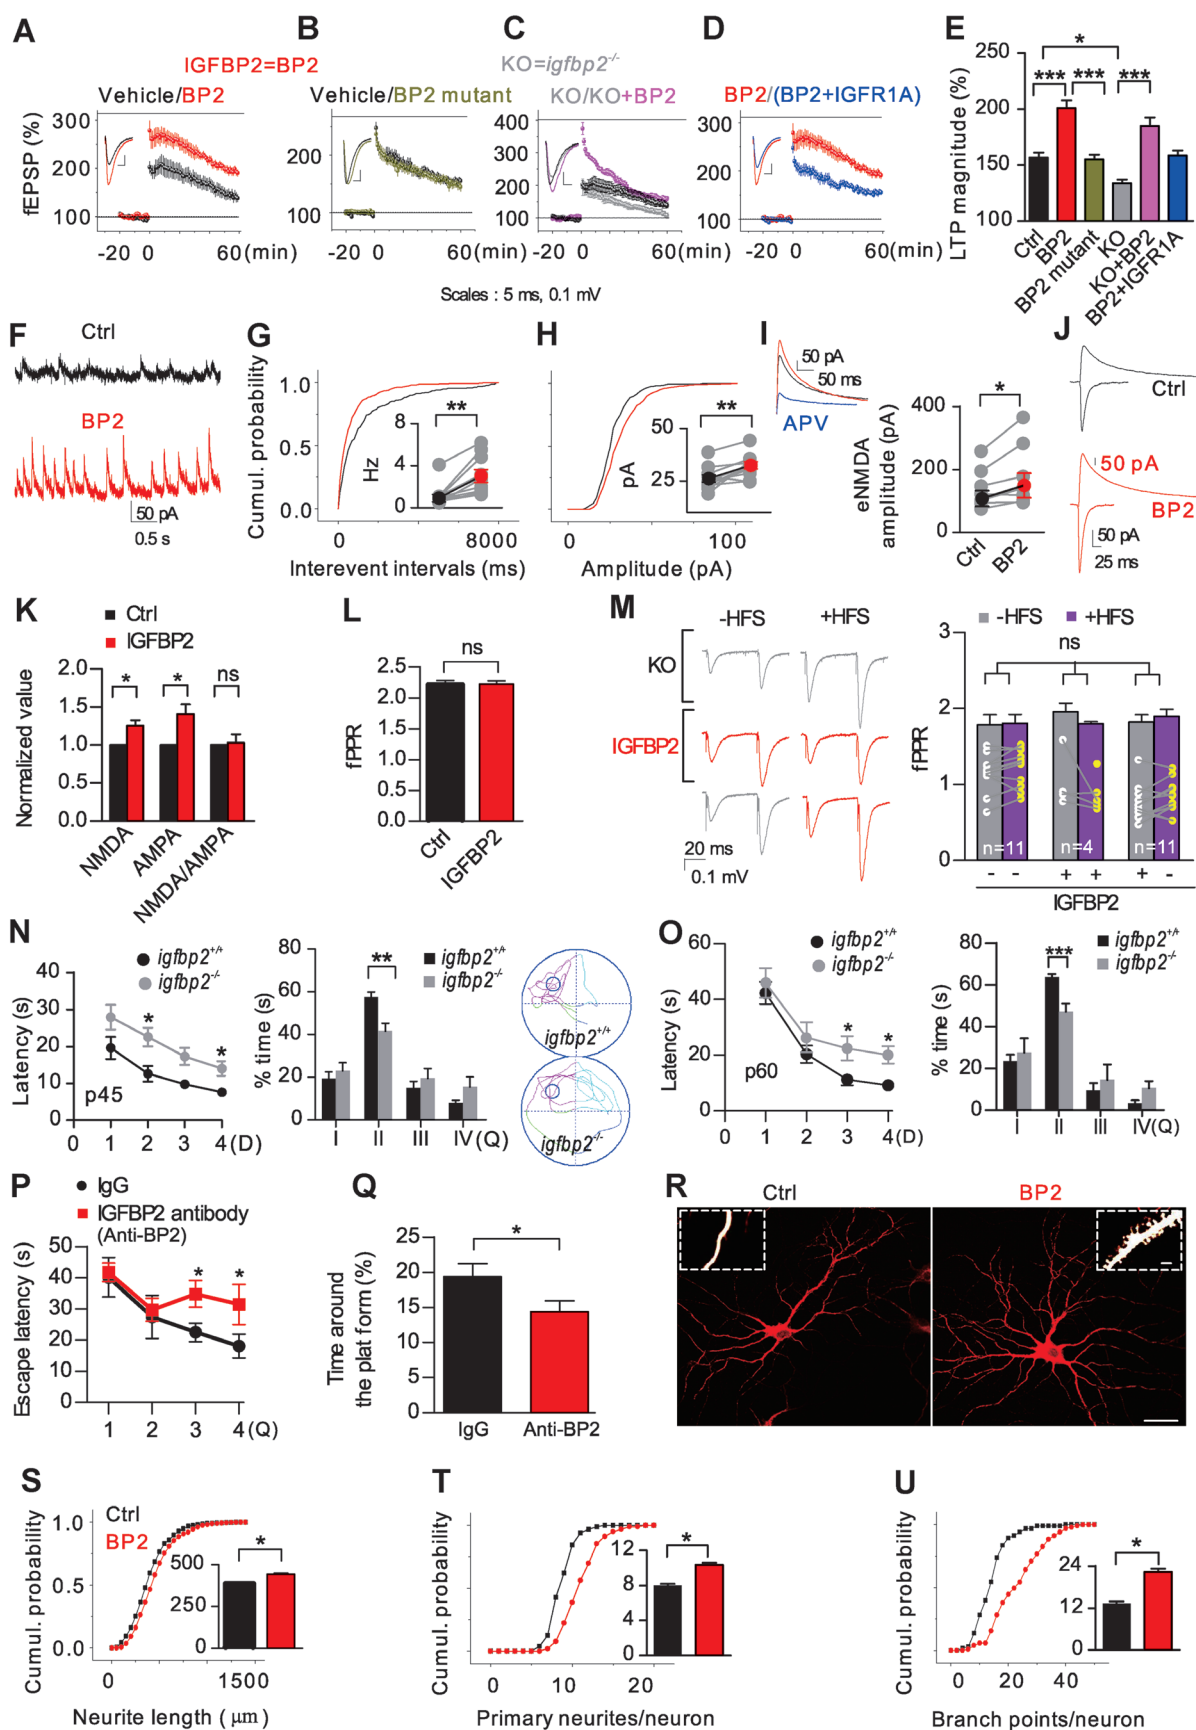 A
B
C
D
E
IGFBP2=BP2
KO=igfbp2-/-
Vehicle/BP2
Vehicle/BP2 mutant
KO/KO+BP2
BP2/(BP2+IGFR1A)
fEPSP (%)
300
200
100
-20 0 60(min)
200
100
-20 0 60(min)
400
300
200
100
-20 0 60(min)
300
200
100
-20 0 60(min)
Scales : 5 ms, 0.1 mV
LTP magnitude (%)
250
200
150
100
*
*** *** ***
Ctrl
BP2
BP2 mutant
KO
KO+BP2
BP2+IGFR1A
F
Ctrl
BP2
50 pA
0.5 s
G
Cumul. probability
1.0
0.5
0.0
0 8000
Interevent intervals (ms)
**
Hz
8
4
0
H
0 100
Amplitude (pA)
**
pA
50
25
0
I
50 pA
50 ms
APV
eNMDA
amplitude (pA)
400
200
0
*
Ctrl
BP2
J
Ctrl
50 pA
BP2
50 pA
25 ms
K
Ctrl
IGFBP2
Normalized value
2.0
1.5
1.0
0.5
0.0
* * ns
NMDA
AMPA
NMDA/AMPA
L
ns
fPPR
2.5
2.0
1.5
1.0
0.5
0.0
Ctrl
IGFBP2
M
-HFS +HFS
KO
IGFBP2
20 ms
0.1 mV
-HFS +HFS
ns
fPPR
3
2
1
0
n=11 n=4 n=11
- - + + + -
IGFBP2
N
igfbp2+/+
igfbp2-/-
Latency (s)
40
30
20
10
0
* *
p45
0 1 2 3 4 (D)
% time (s)
80
60
40
20
0
**
igfbp2+/+
igfbp2-/-
I II III IV(Q)
igfbp2+/+
igfbp2-/-
O
igfbp2+/+
igfbp2-/-
Latency (s)
60
40
20
0
* *
p60
0 1 2 3 4 (D)
% time (s)
80
60
40
20
0
***
igfbp2+/+
igfbp2-/-
I II III IV(Q)
P
IgG
IGFBP2 antibody
(Anti-BP2)
Escape latency (s)
50
40
30
20
10
0
* *
1 2 3 4(Q)
Q
Time around
the plat form (%)
25
20
15
10
5
0
*
IgG Anti-BP2
R
Ctrl BP2
S
Ctrl
BP2
Cumul. probability
1.0
0.5
0.0
0 1500
Neurite length ( μm)
*
500
250
0
T
Cumul. probability
0 10 20
Primary neurites/neuron
*
12
8
4
0
U
Cumul. probability
0 20 40
Branch points/neuron
*
24
12
0